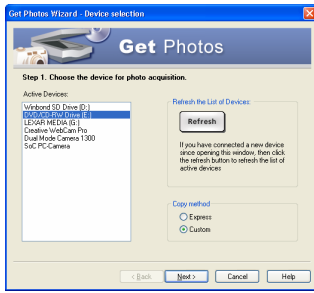 Get Photos Wizard - Device selection
Get Photos
Step 1. Choose the device for photo acquisition.
Active Devices:
Winbond SD Drive (D:)
DVD/CD-RW Drive (E:)
LEXAR MEDIA (G:)
Creative WebCam Pro
Dual Mode Camera 1300
SoC PC-Camera
Refresh the List of Devices:
Refresh
If you have connected a new device
since opening this window, then click
the refresh button to refresh the list of
active devices
Copy method
Express
Custom
< Back
Next >
Cancel
Help